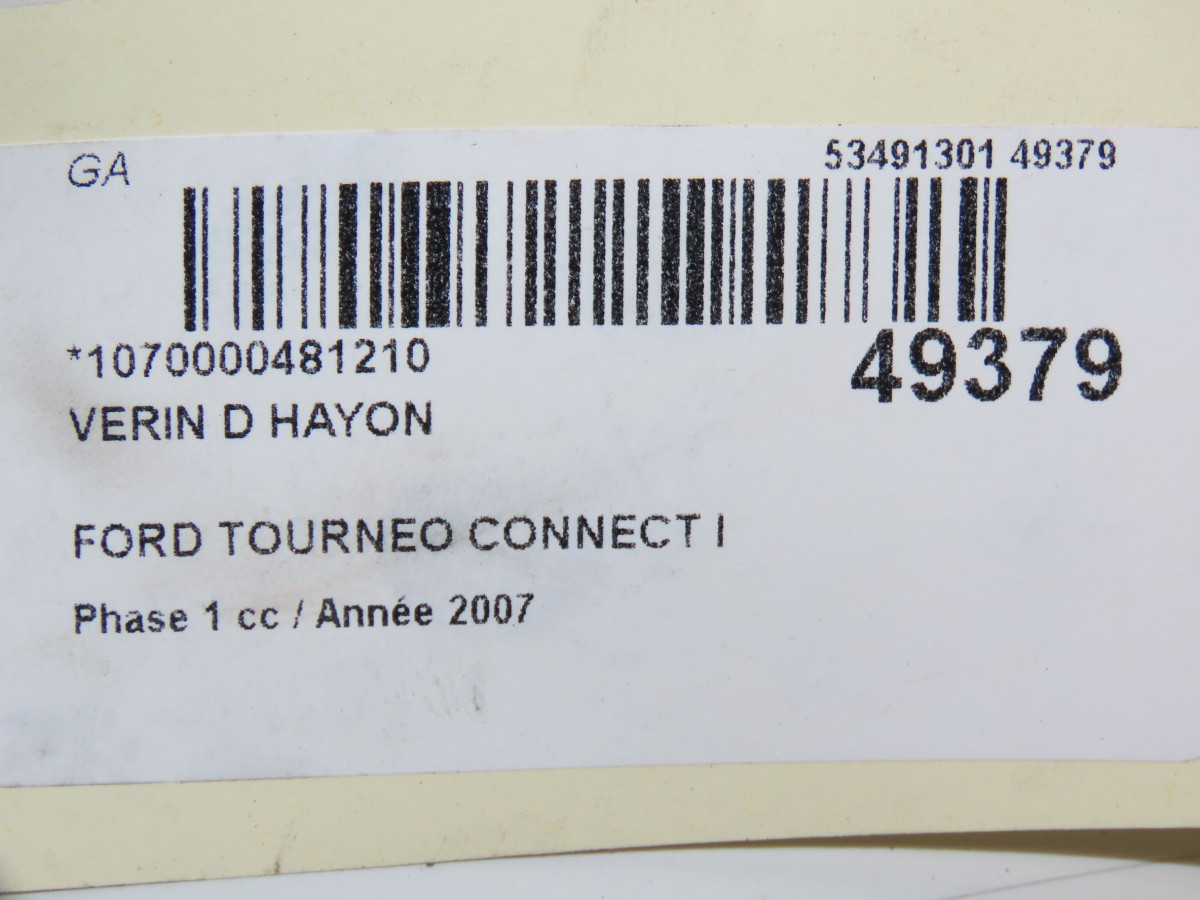 GA
53491301 49379
*1070000481210
49379
VERIN D HAYON
FORD TOURNEO CONNECT I
Phase 1 cc / Année 2007